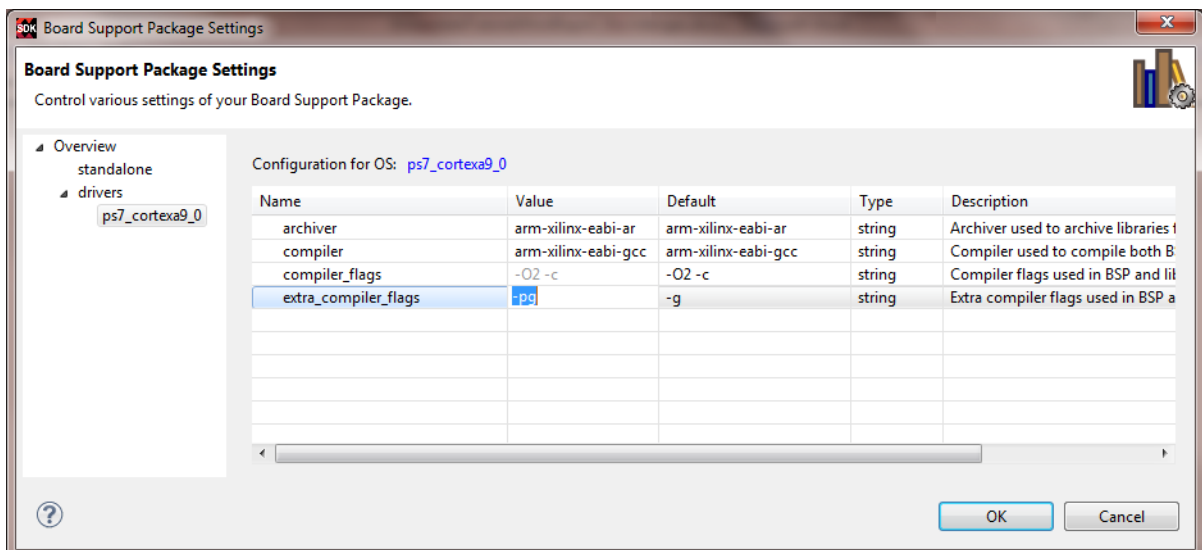 SDK Board Support Package Settings
Board Support Package Settings
Control various settings of your Board Support Package.
Overview
standalone
drivers
ps7_cortexa9_0
Configuration for OS: ps7_cortexa9_0
Name Value Default Type Description
archiver arm-xilinx-eabi-ar arm-xilinx-eabi-ar string Archiver used to archive libraries
compiler arm-xilinx-eabi-gcc arm-xilinx-eabi-gcc string Compiler used to compile both B
compiler_flags -O2 -c -O2 -c string Compiler flags used in BSP and lib
extra_compiler_flags -pg -g string Extra compiler flags used in BSP a
OK Cancel